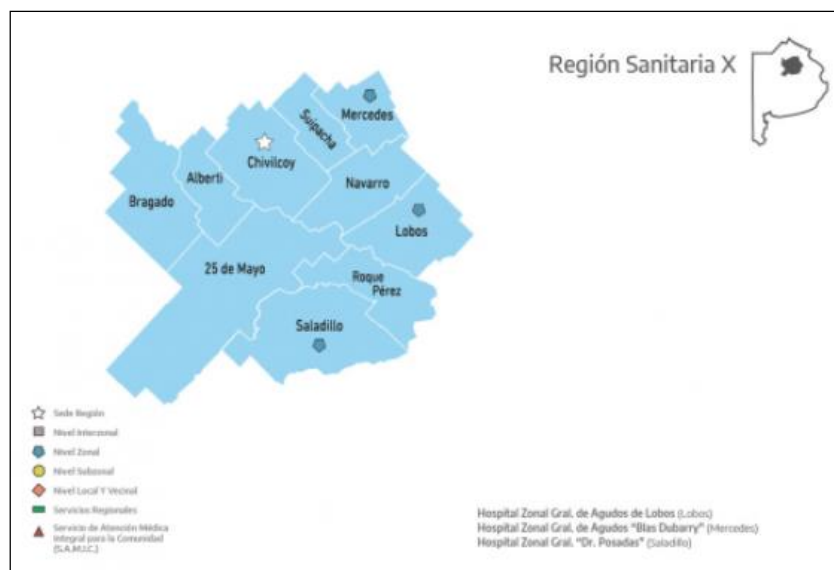 Región Sanitaria X
Mercedes
Suipacha
Chivilcoy
Alberti
Navarro
Bragado
Lobos
25 de Mayo
Roque
Pérez
Saladillo
Sede Región
Nivel Interzonal
Nivel Zonal
Nivel Subzonal
Nivel Local Y Vecinal
Servicios Regionales
Servicio de Atención Médica
Integral para la Comunidad
(S.A.M.I.C.)
Hospital Zonal Gral. de Agudos de Lobos (Lobos)
Hospital Zonal Gral. de Agudos "Blas Dubarry" (Mercedes)
Hospital Zonal Gral. "Dr. Posadas" (Saladillo)